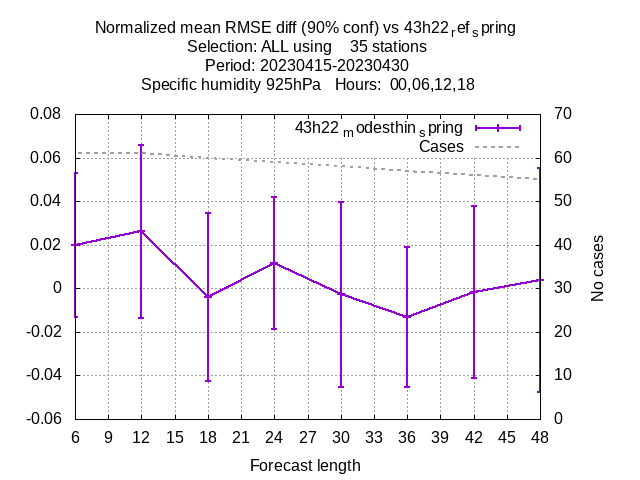 Normalized mean RMSE diff (90% conf) vs 43h22refspring
Selection: ALL using    35 stations
Period: 20230415-20230430
Specific humidity 925hPa   Hours:  00,06,12,18
43h22modesthinspring
Cases
0.08
0.06
0.04
0.02
0
-0.02
-0.04
-0.06
70
60
50
40
30
20
10
0
No cases
6 9 12 15 18 21 24 27 30 33 36 39 42 45 48
Forecast length